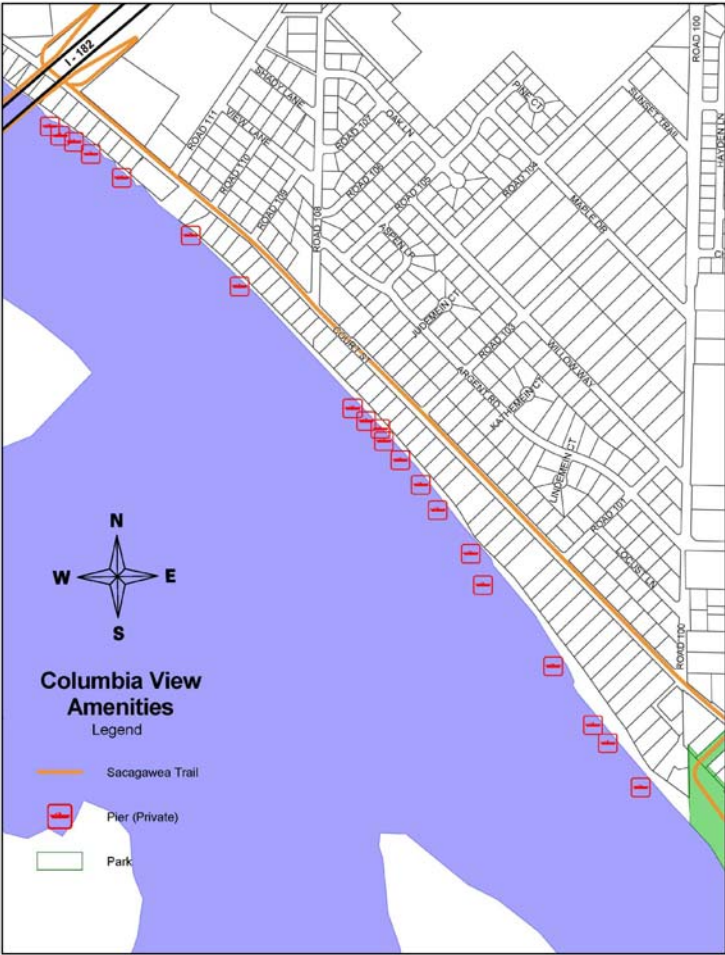 I - 182
ROAD 100
SHADY LANE
PINE CT
SUNSET TRAIL
HAYDEN LN
OAK LN
ROAD 107
VIEW LANE
ROAD 111
ROAD 110
ROAD 106
ROAD 105
ROAD 104
ROAD 109
MAPLE DR
ROAD 108
ASPEN LP
JUDEMEIN CT
COURT ST
ROAD 103
WILLOW WAY
ARGENT RD
KATHEMEIN CT
LINDEMEIN CT
ROAD 101
LOCUST LN
ROAD 100
N
W E
S
Columbia View
Amenities
Legend
Sacagawea Trail
Pier (Private)
Park